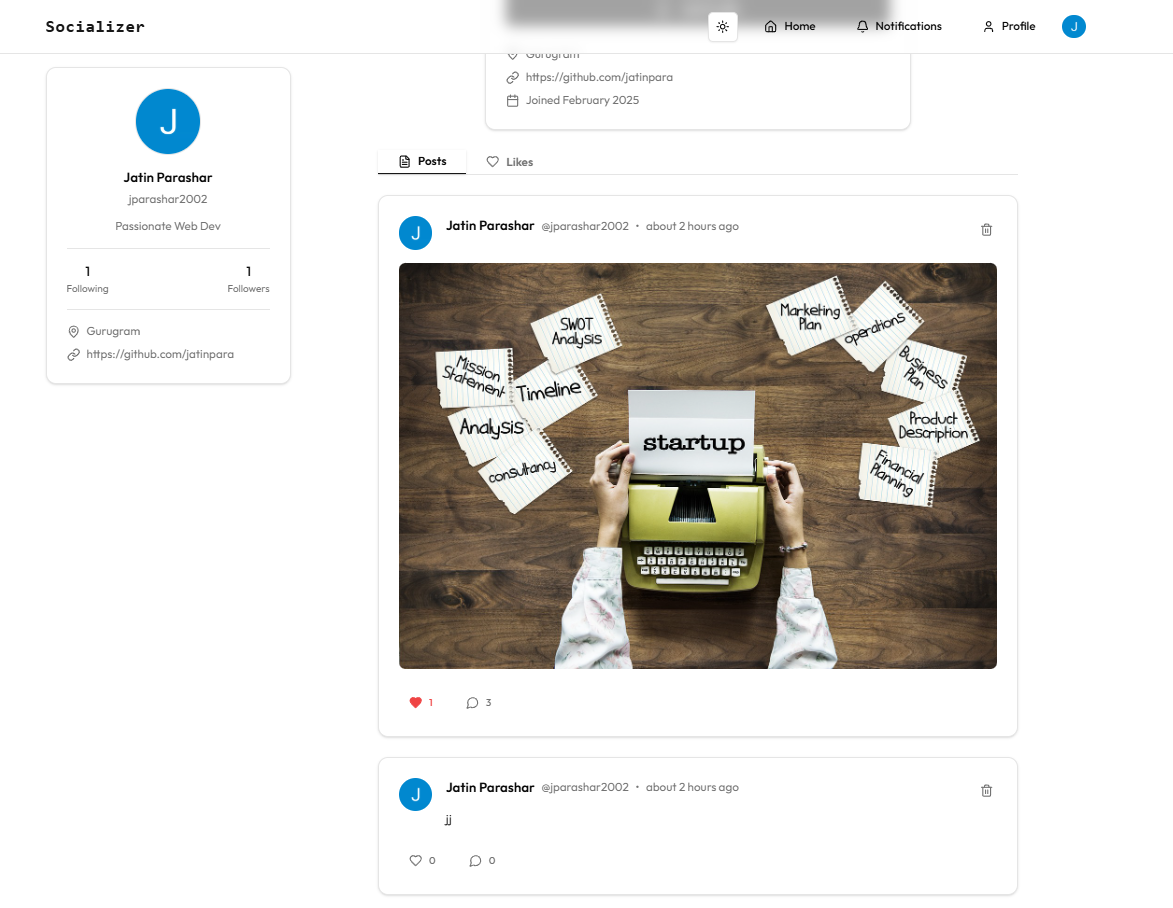 Socializer
Home
Notifications
Profile
J
J
Jatin Parashar
jparashar2002
Passionate Web Dev
1
Following
1
Followers
Gurugram
https://github.com/jatinpara
Gurugram
https://github.com/jatinpara
Joined February 2025
Posts
Likes
J
Jatin Parashar @jparashar2002 • about 2 hours ago
SWOT
Analysis
Mission
Statement
Timeline
Analysis
consultancy
startup
Marketing
Plan
operations
Business
Plan
Product
Description
Financial
Planning
1
3
J
Jatin Parashar @jparashar2002 • about 2 hours ago
jj
0
0